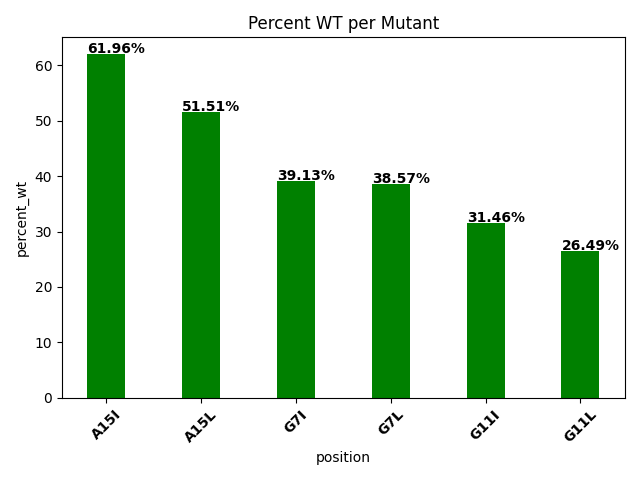 Percent WT per Mutant
61.96%
51.51%
39.13%
38.57%
31.46%
26.49%
percent_wt
60
50
40
30
20
10
0
A15I
A15L
G7I
G7L
G11I
G11L
position